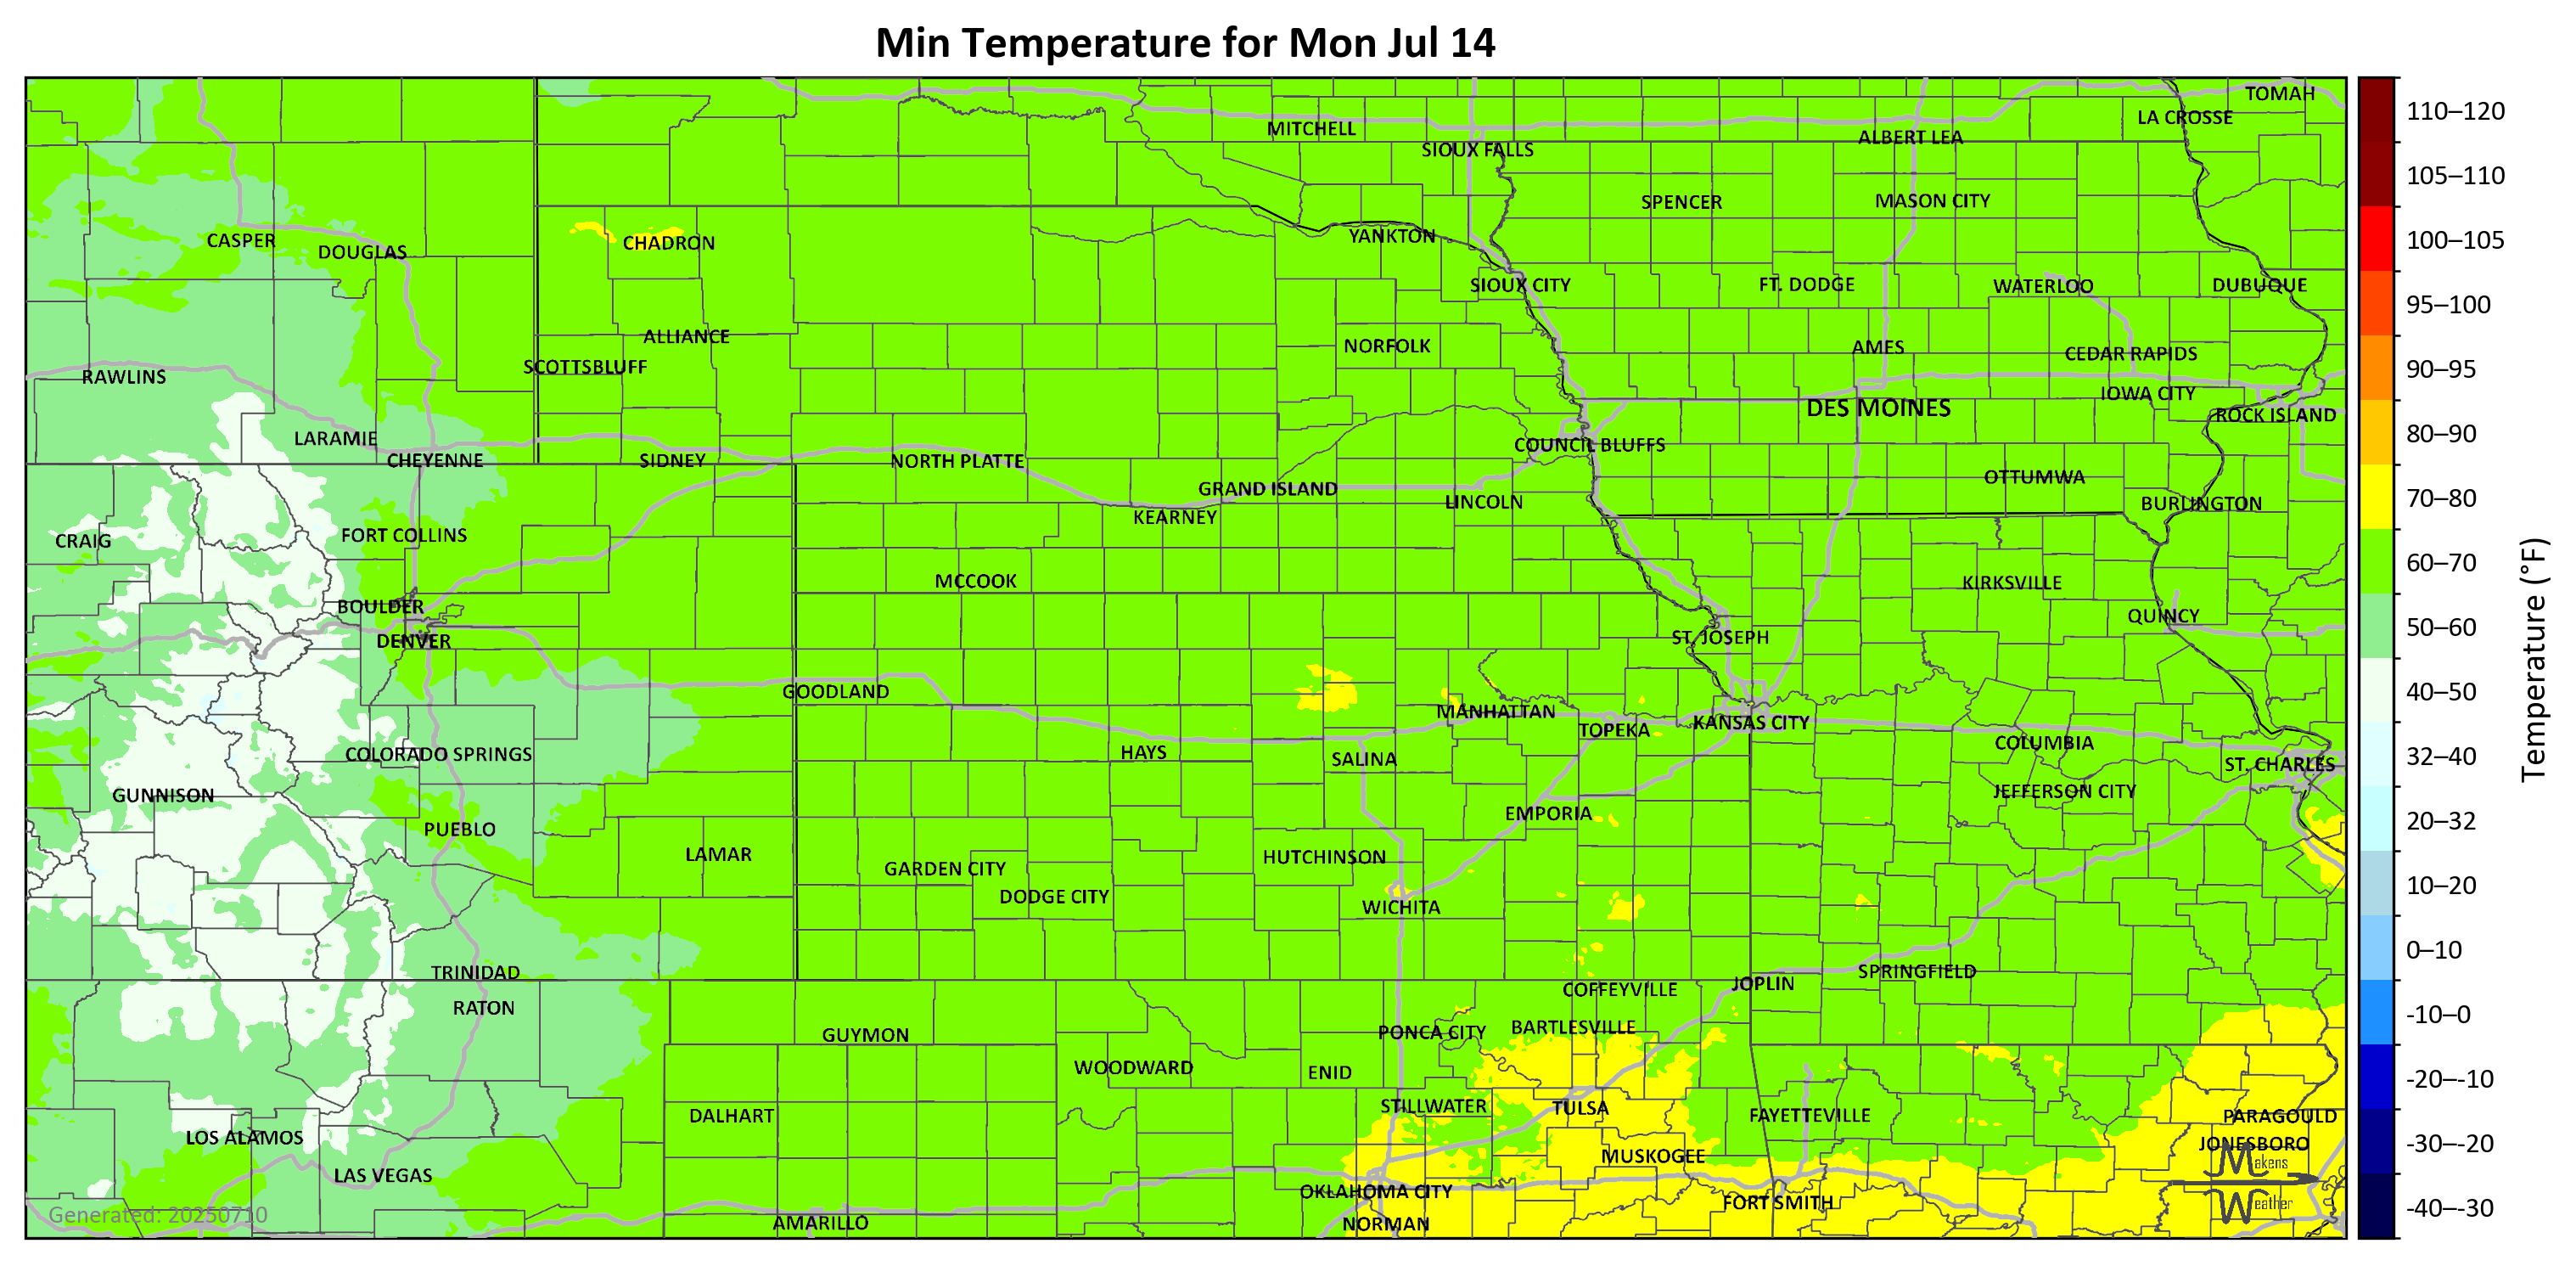 Min Temperature for Mon Jul 14
TOMAH
LA CROSSE
MITCHELL
ALBERT LEA
SIOUX FALLS
SPENCER
MASON CITY
CASPER
DOUGLAS
CHADRON
YANKTON
SIOUX CITY
FT. DODGE
WATERLOO
DUBUQUE
ALLIANCE
NORFOLK
AMES
CEDAR RAPIDS
SCOTTSBLUFF
RAWLINS
IOWA CITY
DES MOINES
ROCK ISLAND
LARAMIE
COUNCIL BLUFFS
CHEYENNE
SIDNEY
NORTH PLATTE
OTTUMWA
GRAND ISLAND
LINCOLN
BURLINGTON
KEARNEY
FORT COLLINS
CRAIG
MCCOOK
KIRKSVILLE
BOULDER
QUINCY
DENVER
ST. JOSEPH
GOODLAND
MANHATTAN
KANSAS CITY
TOPEKA
COLUMBIA
COLORADO SPRINGS
HAYS
SALINA
ST. CHARLES
GUNNISON
JEFFERSON CITY
EMPORIA
PUEBLO
LAMAR
HUTCHINSON
GARDEN CITY
DODGE CITY
WICHITA
TRINIDAD
SPRINGFIELD
JOPLIN
COFFEYVILLE
RATON
GUYMON
PONCA CITY
BARTLESVILLE
WOODWARD
ENID
STILLWATER
TULSA
DALHART
FAYETTEVILLE
PARAGOULD
LOS ALAMOS
JONESBORO
MUSKOGEE
LAS VEGAS
OKLAHOMA CITY
FORT SMITH
AMARILLO
NORMAN
Makens
Weather
Generated: 20250710
110–120
105–110
100–105
95–100
90–95
80–90
70–80
60–70
50–60
40–50
32–40
20–32
10–20
0–10
-10–0
-20–-10
-30–-20
-40–-30
Temperature (°F)